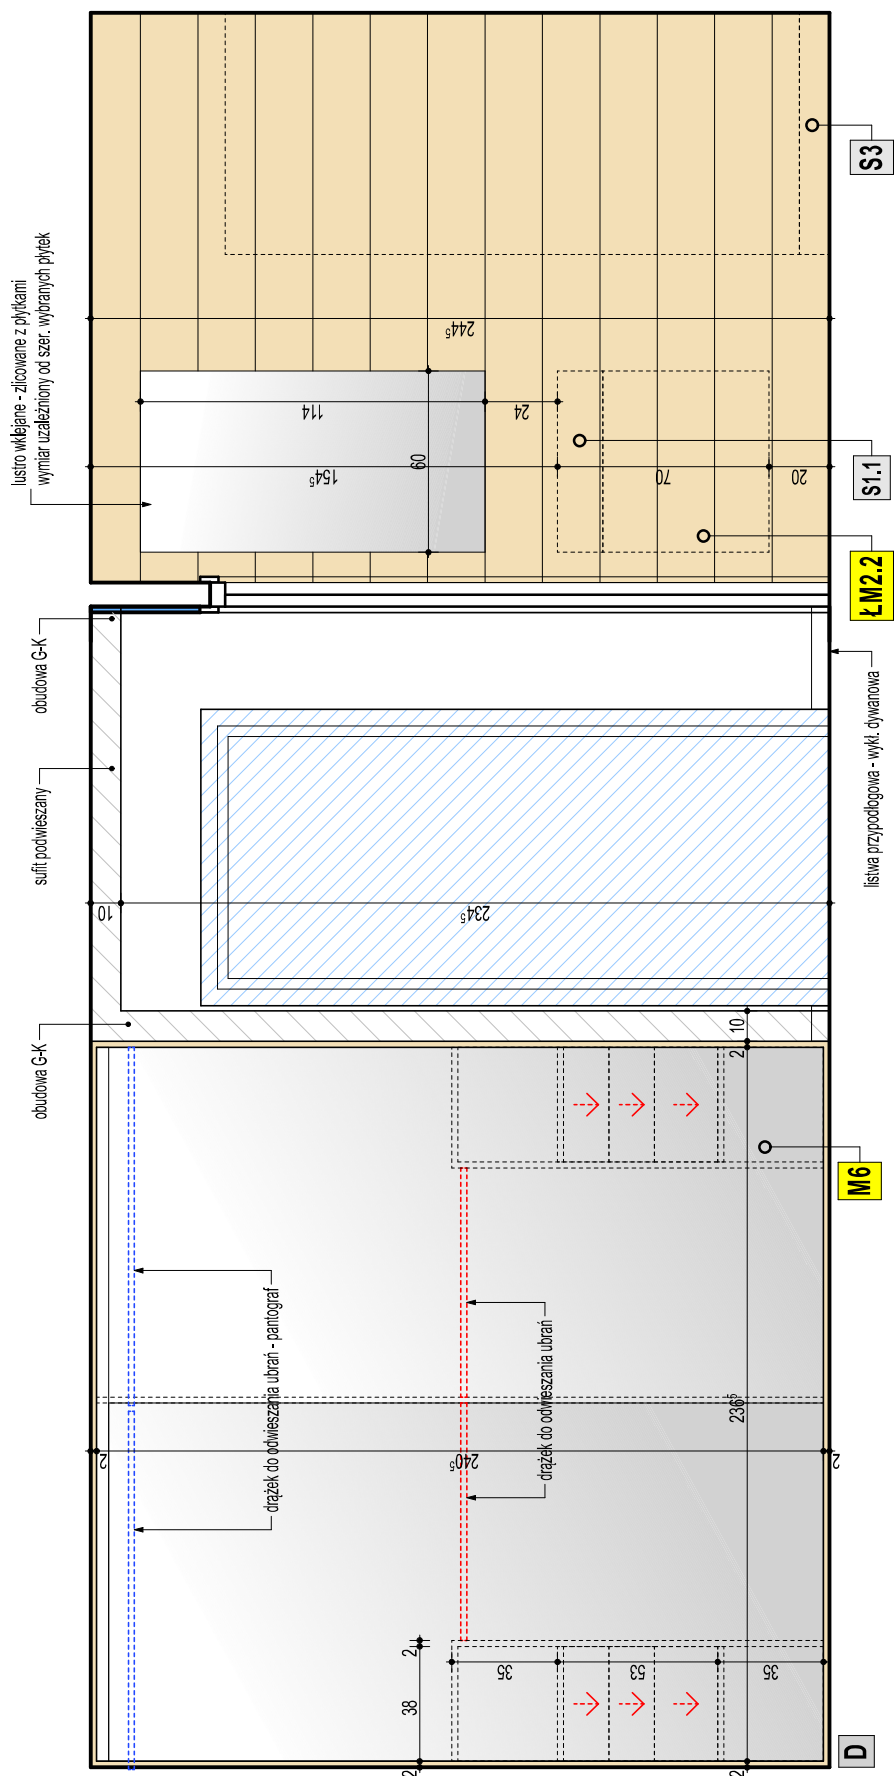 lustro wklejane - zlicowane z płytkami
wymiar uzależniony od szer. wybranych płytek
obudowa G-K
sufit podwieszany
obudowa G-K
drążek do odwieszania ubrań - pantograf
drążek do odwieszania ubrań
listwa przypodłogowa - wykł. dywanowa
S3
S1.1
ŁM2.2
M6
D
244⁵
114
24
154⁵
60
70
20
10
234⁵
10
2
236⁵
2
240⁵
2
2
38
35
53
35
2
2